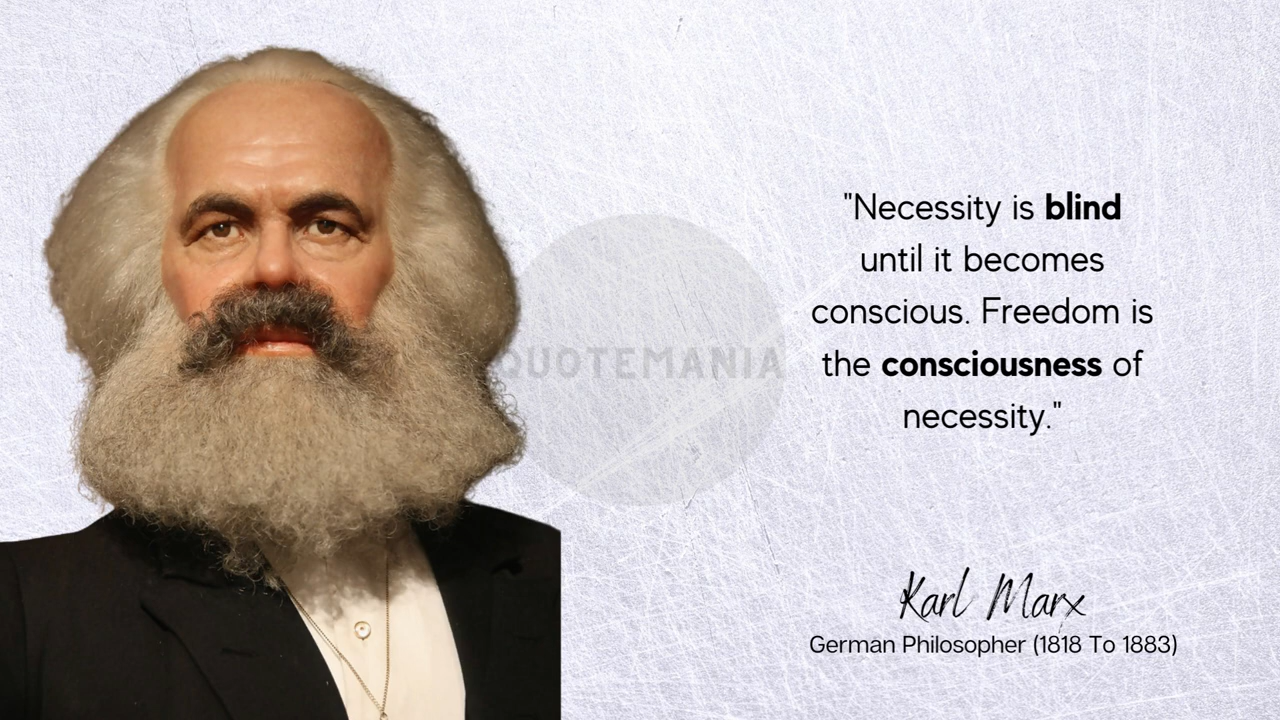 "Necessity is blind
until it becomes
conscious. Freedom is
the consciousness of
necessity."
QUOTEMANIA
Karl Marx
German Philosopher (1818 To 1883)